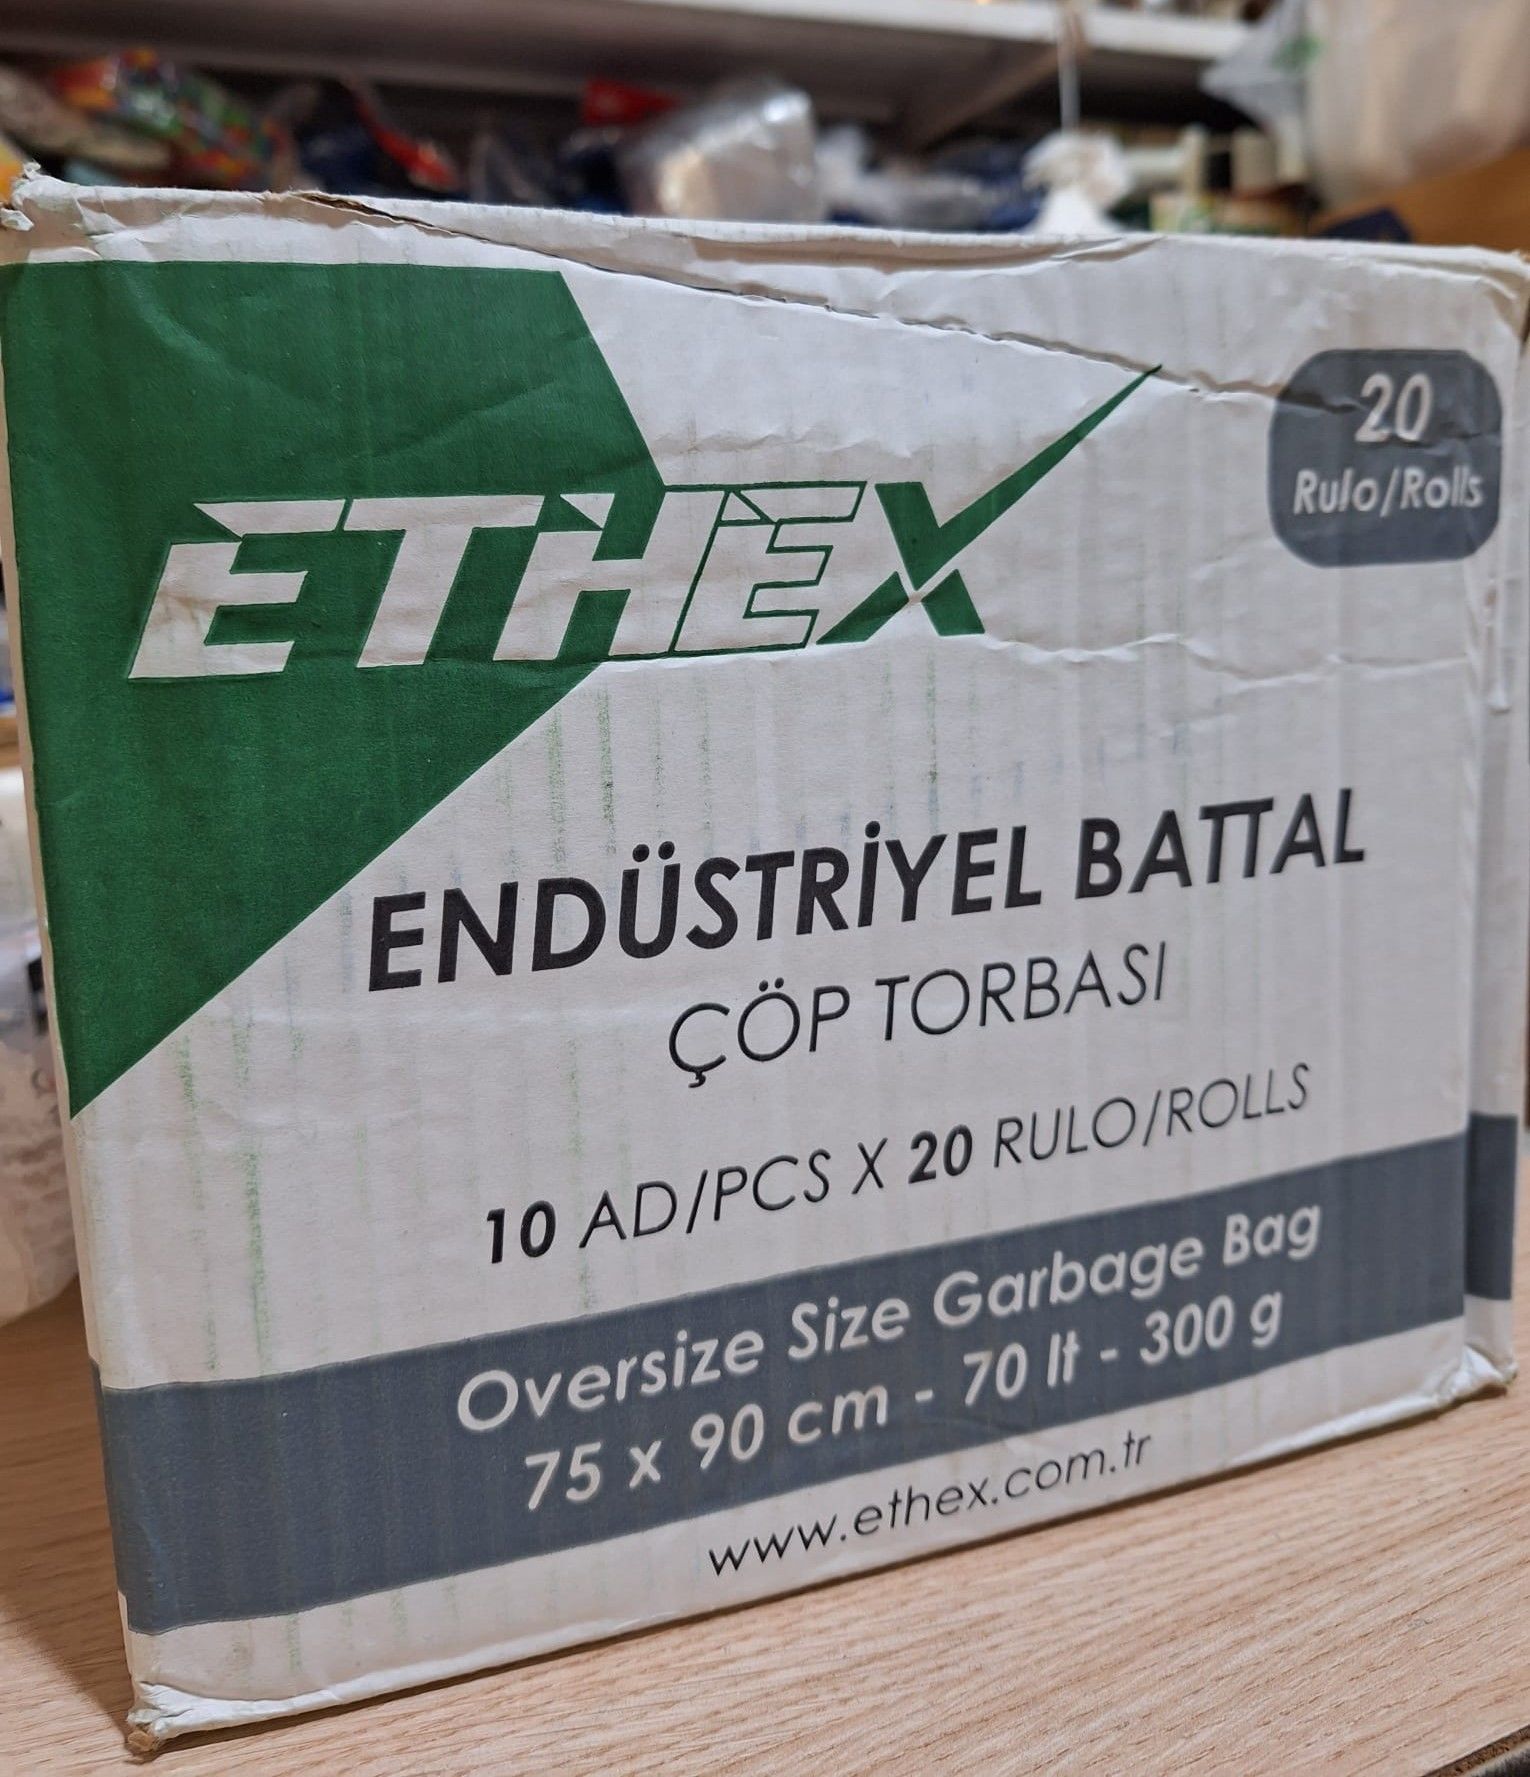 20
Rulo/Rolls
ETHEX
ENDÜSTRİYEL BATTAL
ÇÖP TORBASI
10 AD/PCS X 20 RULO/ROLLS
Oversize Size Garbage Bag
75 x 90 cm - 70 lt - 300 g
www.ethex.com.tr